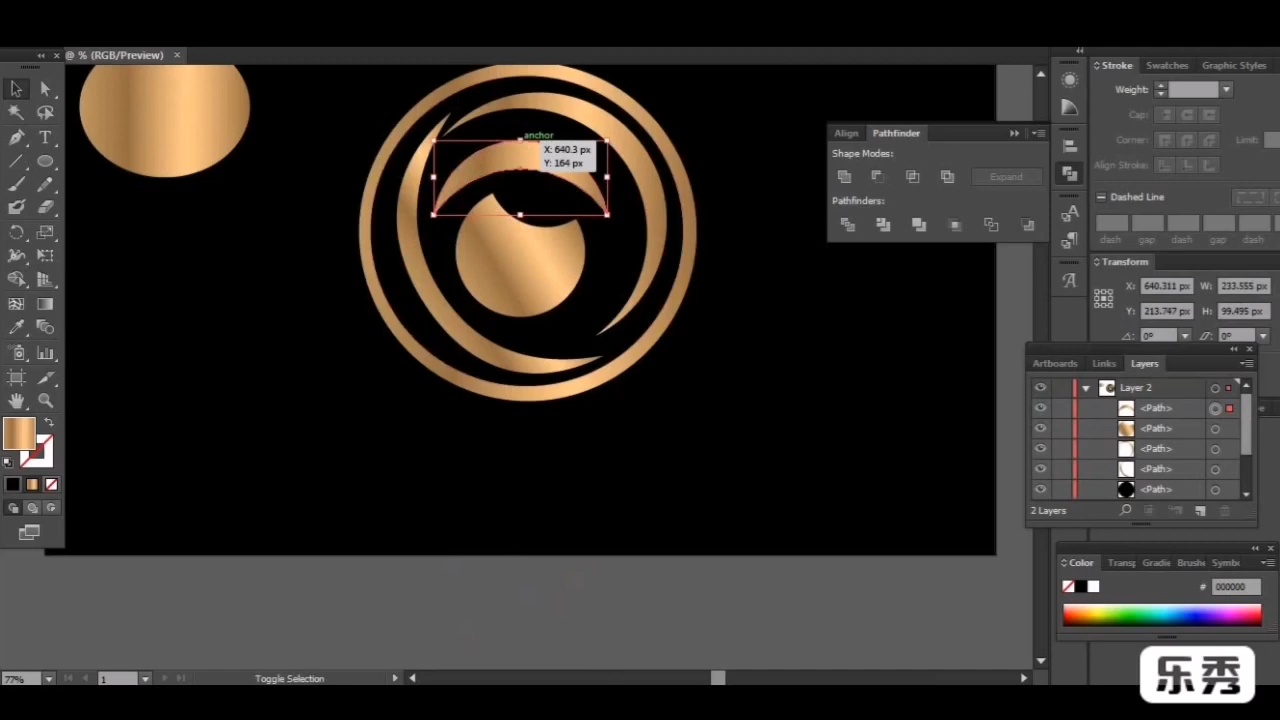 @ % (RGB/Preview) ×
Stroke Swatches Graphic Styles
Weight:
Cap:
Corner: Limit
Align Stroke:
Dashed Line
dash gap dash gap dash
Align Pathfinder
Shape Modes:
Expand
Pathfinders:
anchor
X: 640.3 px
Y: 164 px
Transform
X: 640.311 px W: 233.555 px
Y: 213.747 px H: 99.495 px
0° 0°
Artboards Links Layers
Layer 2
<Path>
<Path>
<Path>
<Path>
<Path>
2 Layers
Color Transp Gradie Brushe Symbo
# 000000
77% 1 Toggle Selection
乐秀